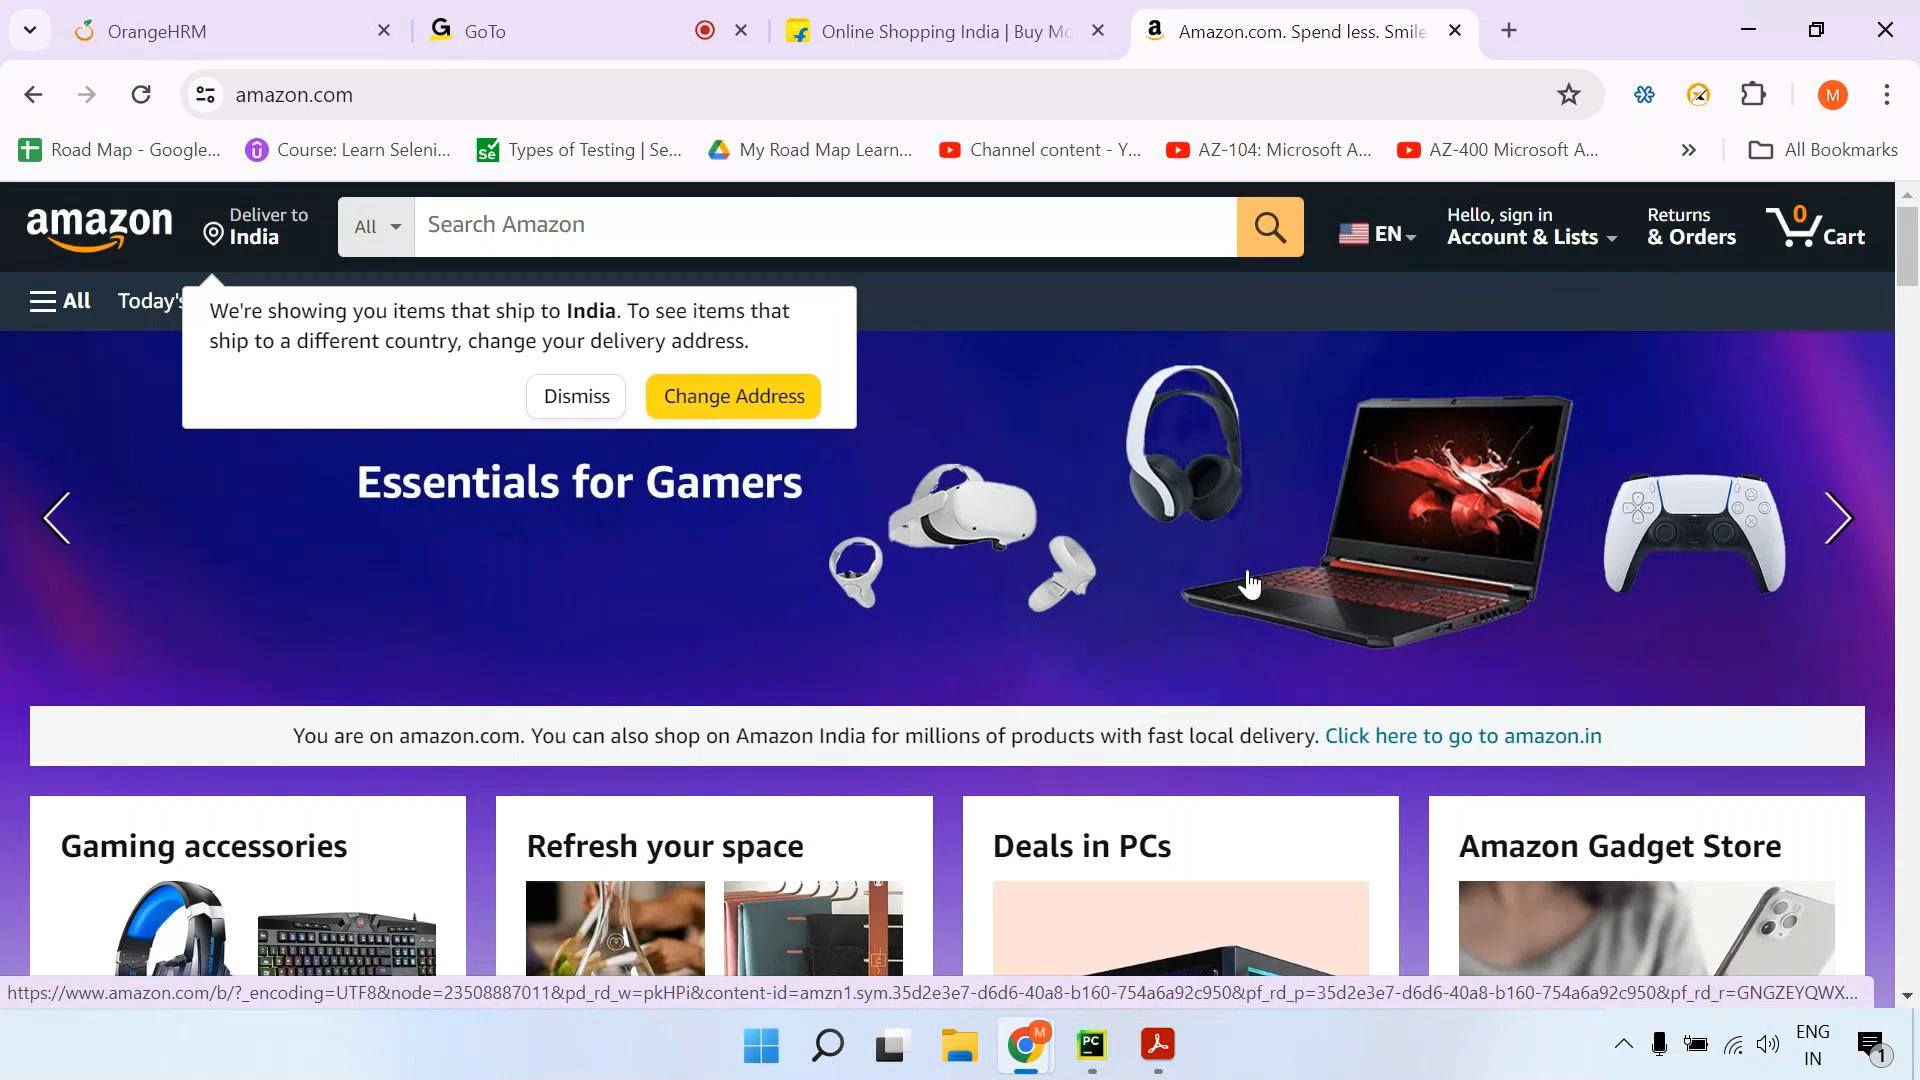 OrangeHRM
GoTo
Online Shopping India | Buy Mo
Amazon.com. Spend less. Smile
amazon.com
M
Road Map - Google...
Course: Learn Seleni...
Types of Testing | Se...
My Road Map Learn...
Channel content - Y...
AZ-104: Microsoft A...
AZ-400 Microsoft A...
All Bookmarks
amazon
Deliver to
India
All
Search Amazon
EN
Hello, sign in
Account & Lists
Returns
& Orders
0
Cart
All
Today's
We're showing you items that ship to India. To see items that
ship to a different country, change your delivery address.
Dismiss
Change Address
Essentials for Gamers
You are on amazon.com. You can also shop on Amazon India for millions of products with fast local delivery. Click here to go to amazon.in
Gaming accessories
Refresh your space
Deals in PCs
Amazon Gadget Store
https://www.amazon.com/b/?_encoding=UTF8&node=23508887011&pd_rd_w=pkHPi&content-id=amzn1.sym.35d2e3e7-d6d6-40a8-b160-754a6a92c950&pf_rd_p=35d2e3e7-d6d6-40a8-b160-754a6a92c950&pf_rd_r=GNGZEYQWX...
M
PC
ENG
IN
1